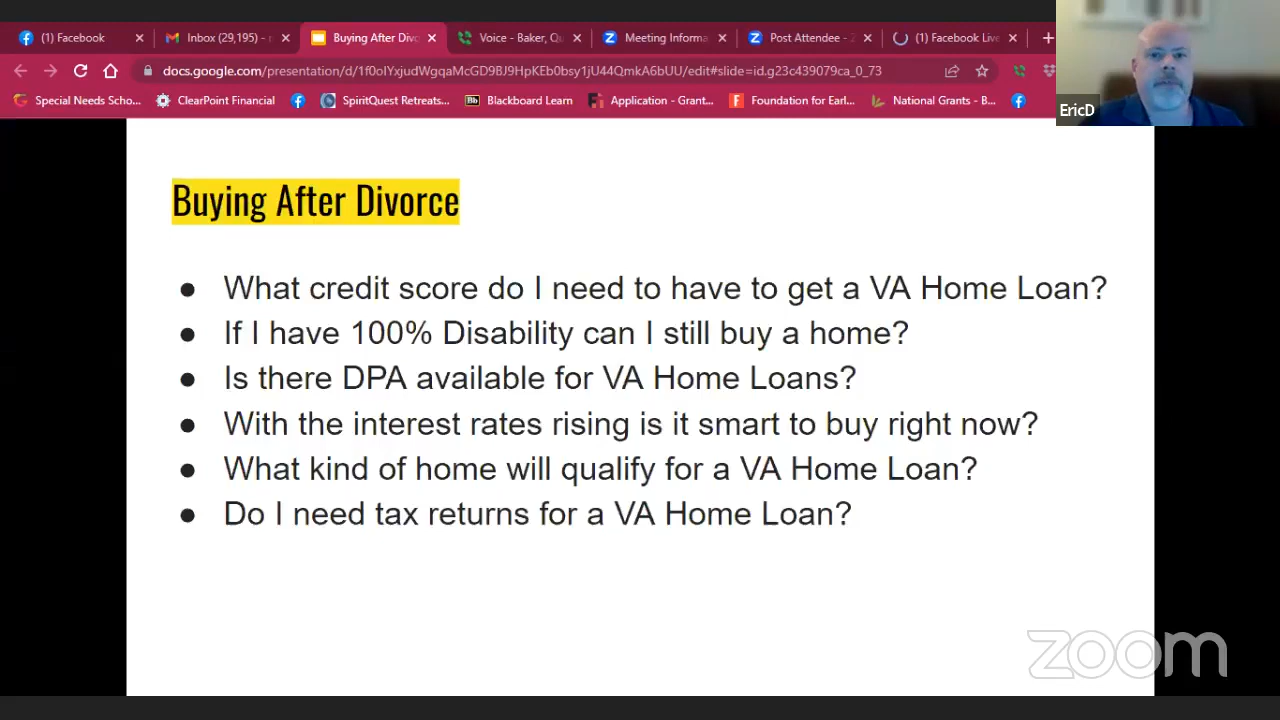 (1) Facebook
Inbox (29,195) -
Buying After Divo
Voice - Baker, Qu
Meeting Informa
Post Attendee - Z
(1) Facebook Live
docs.google.com/presentation/d/1f0oIYxjudWgqaMcGD9BJ9HpKEb0bsy1jU44QmkA6bUU/edit#slide=id.g23c439079ca_0_73
Special Needs Scho...
ClearPoint Financial
SpiritQuest Retreats...
Bb Blackboard Learn
Application - Grant...
Foundation for Earl...
National Grants - B...
EricD
Buying After Divorce
● What credit score do I need to have to get a VA Home Loan?
● If I have 100% Disability can I still buy a home?
● Is there DPA available for VA Home Loans?
● With the interest rates rising is it smart to buy right now?
● What kind of home will qualify for a VA Home Loan?
● Do I need tax returns for a VA Home Loan?
zoom